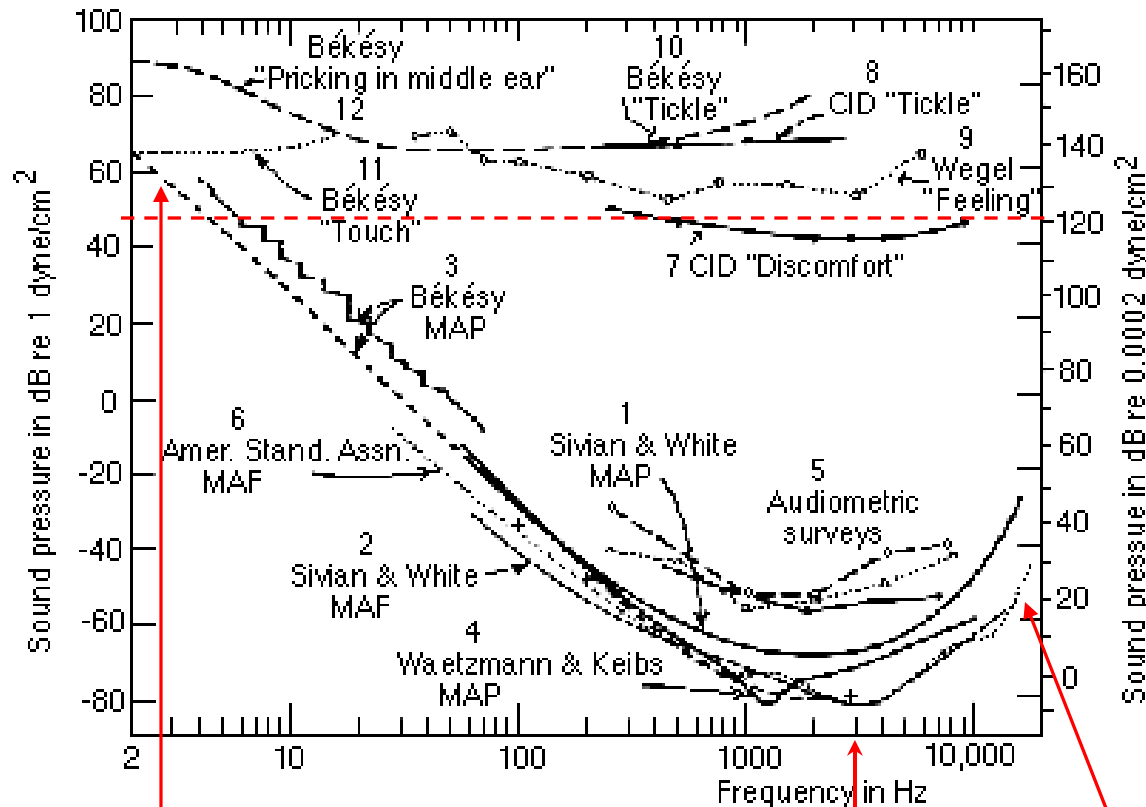 Sound pressure in dB re 1 dyne/cm2
100
80
60
40
20
0
-20
-40
-60
-80
Békésy
"Pricking in middle ear"
12
11
Békésy
"Touch"
3
Békésy
MAP
6
Amer. Stand. Assn.
MAF
2
Sivian & White
MAF
4
Waetzmann & Keibs
MAP
1
Sivian & White
MAP
5
Audiometric
surveys
10
Békésy
"Tickle"
8
CID "Tickle"
9
Wegel
"Feeling"
7 CID "Discomfort"
160
140
120
100
80
60
40
20
0
Sound pressure in dB re 0.0002 dyne/cm2
2
10
100
1000
10,000
Frequency in Hz